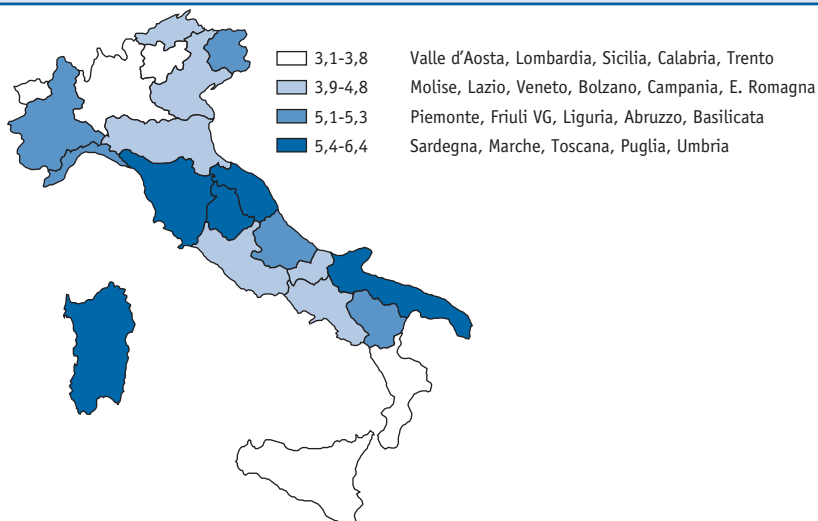 3,1-3,8 Valle d'Aosta, Lombardia, Sicilia, Calabria, Trento
3,9-4,8 Molise, Lazio, Veneto, Bolzano, Campania, E. Romagna
5,1-5,3 Piemonte, Friuli VG, Liguria, Abruzzo, Basilicata
5,4-6,4 Sardegna, Marche, Toscana, Puglia, Umbria